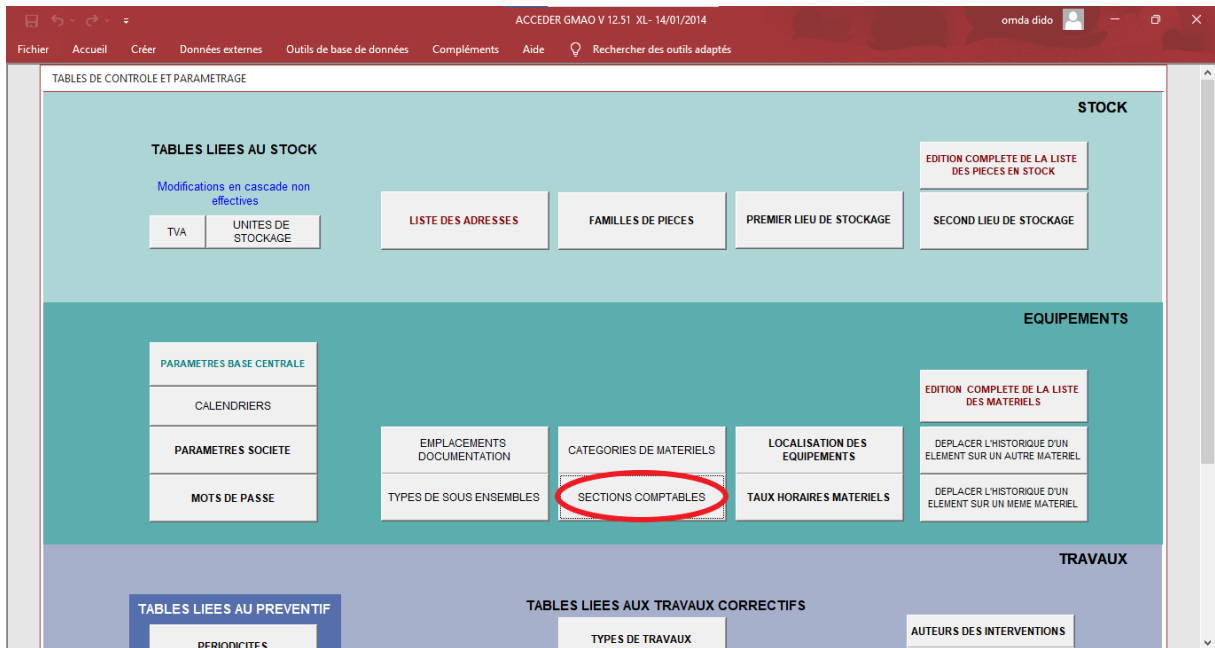 ACCEDER GMAO V 12.51 XL- 14/01/2014
omda dido
Fichier Accueil Créer Données externes Outils de base de données Compléments Aide Rechercher des outils adaptés
TABLES DE CONTROLE ET PARAMETRAGE
STOCK
TABLES LIEES AU STOCK
Modifications en cascade non
effectives
TVA
UNITES DE
STOCKAGE
LISTE DES ADRESSES
FAMILLES DE PIECES
PREMIER LIEU DE STOCKAGE
EDITION COMPLETE DE LA LISTE
DES PIECES EN STOCK
SECOND LIEU DE STOCKAGE
EQUIPEMENTS
PARAMETRES BASE CENTRALE
CALENDRIERS
PARAMETRES SOCIETE
MOTS DE PASSE
EMPLACEMENTS
DOCUMENTATION
TYPES DE SOUS ENSEMBLES
CATEGORIES DE MATERIELS
SECTIONS COMPTABLES
LOCALISATION DES
EQUIPEMENTS
TAUX HORAIRES MATERIELS
EDITION COMPLETE DE LA LISTE
DES MATERIELS
DEPLACER L'HISTORIQUE D'UN
ELEMENT SUR UN AUTRE MATERIEL
DEPLACER L'HISTORIQUE D'UN
ELEMENT SUR UN MEME MATERIEL
TRAVAUX
TABLES LIEES AU PREVENTIF
PERIODICITES
TABLES LIEES AUX TRAVAUX CORRECTIFS
TYPES DE TRAVAUX
AUTEURS DES INTERVENTIONS